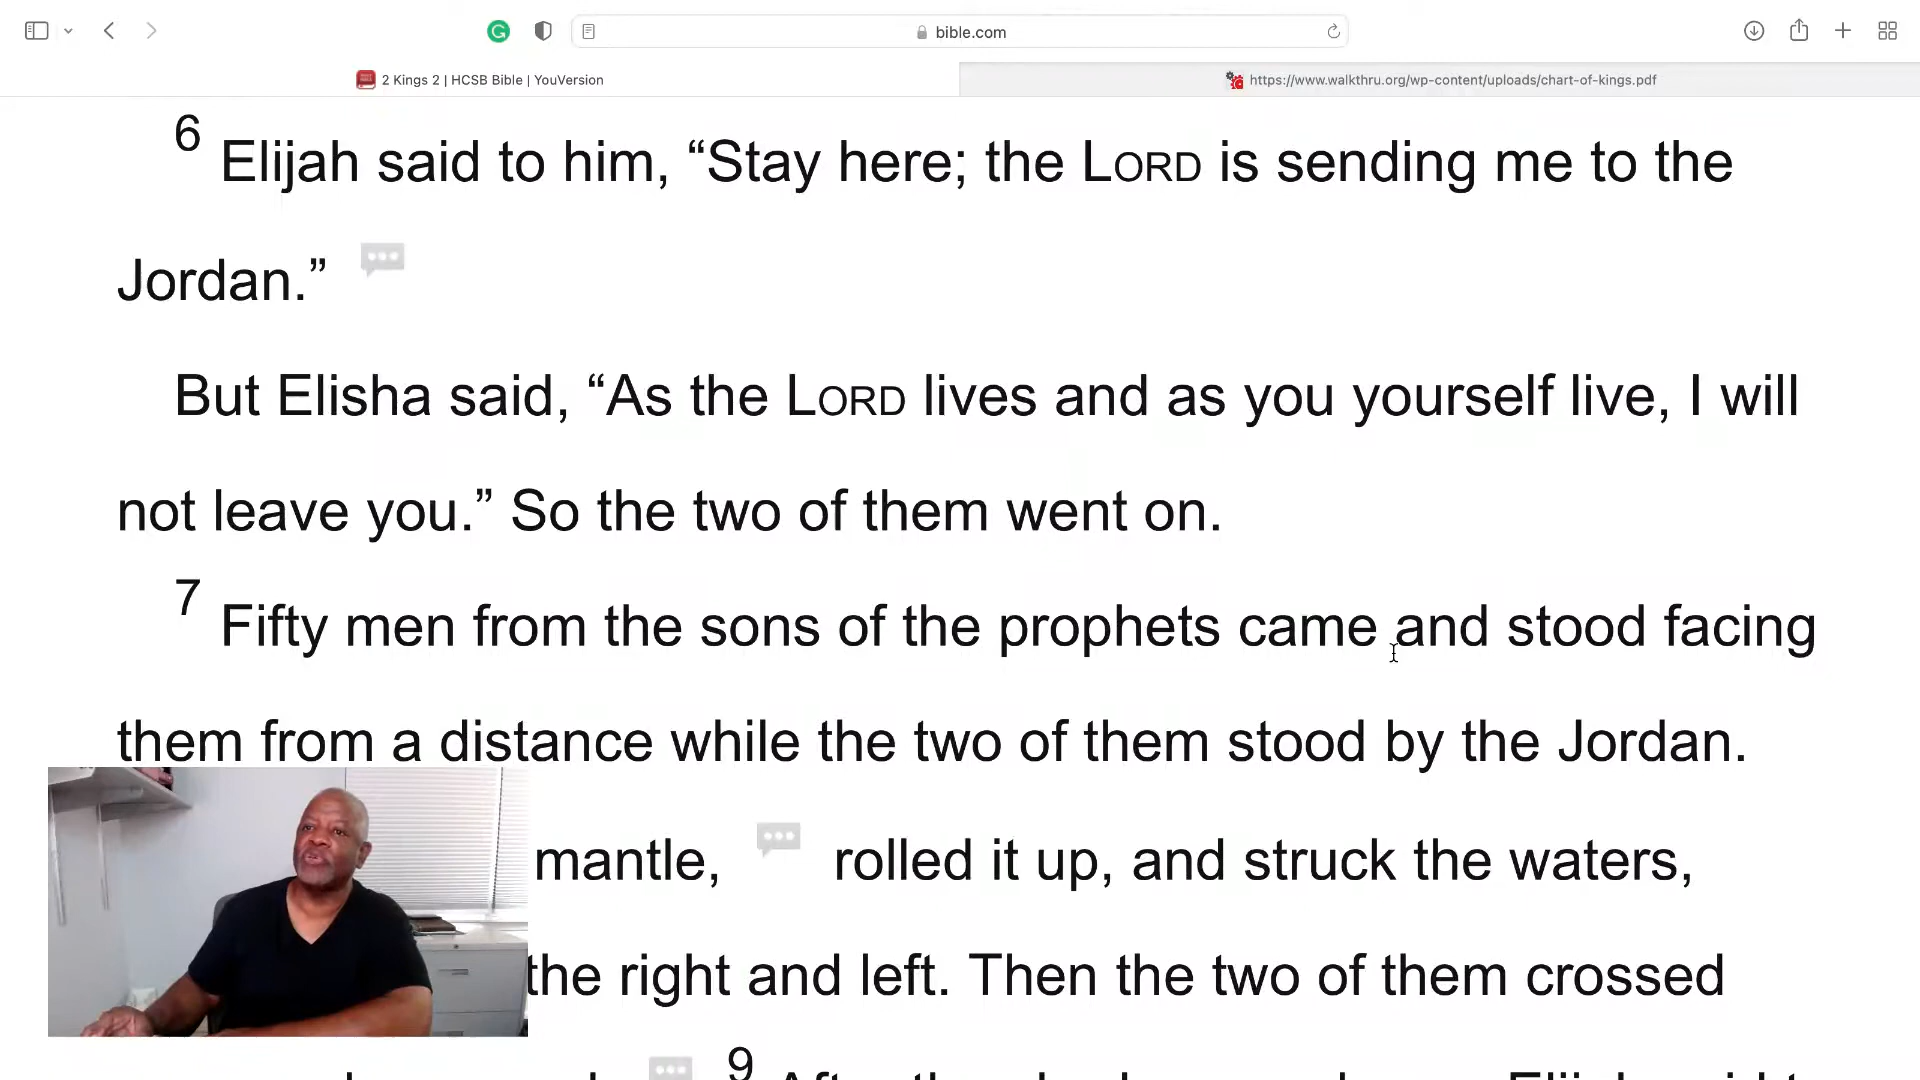 bible.com
2 Kings 2 | HCSB Bible | YouVersion
https://www.walkthru.org/wp-content/uploads/chart-of-kings.pdf
6 Elijah said to him, “Stay here; the LORD is sending me to the
Jordan.”
But Elisha said, “As the LORD lives and as you yourself live, I will
not leave you.” So the two of them went on.
7 Fifty men from the sons of the prophets came and stood facing
them from a distance while the two of them stood by the Jordan.
mantle, rolled it up, and struck the waters,
the right and left. Then the two of them crossed
9